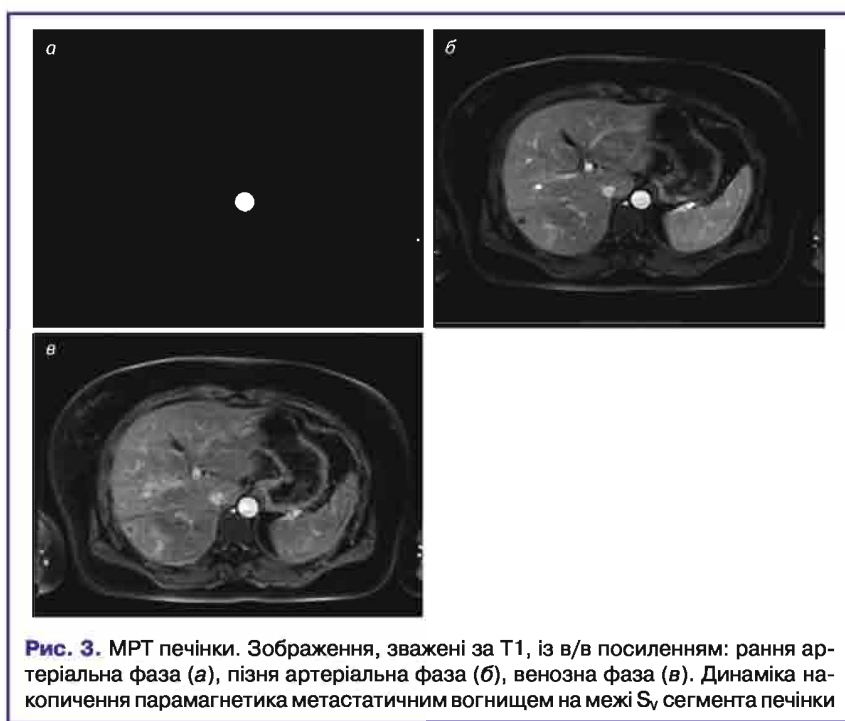 а
б
в
Рис. 3. МРТ печінки. Зображення, зважені за Т1, із в/в посиленням: рання ар-
теріальна фаза (а), пізня артеріальна фаза (б), венозна фаза (в). Динаміка на-
копичення парамагнетика метастатичним вогнищем на межі Sv сегмента печінки